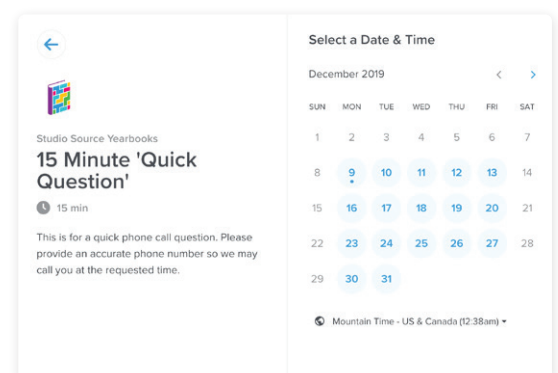 Studio Source Yearbooks
15 Minute 'Quick
Question'
15 min
This is for a quick phone call question. Please
provide an accurate phone number so we may
call you at the requested time.
Select a Date & Time
December 2019
SUN MON TUE WED THU FRI SAT
1 2 3 4 5 6 7
8 9 10 11 12 13 14
15 16 17 18 19 20 21
22 23 24 25 26 27 28
29 30 31
Mountain Time - US & Canada (12:38am)